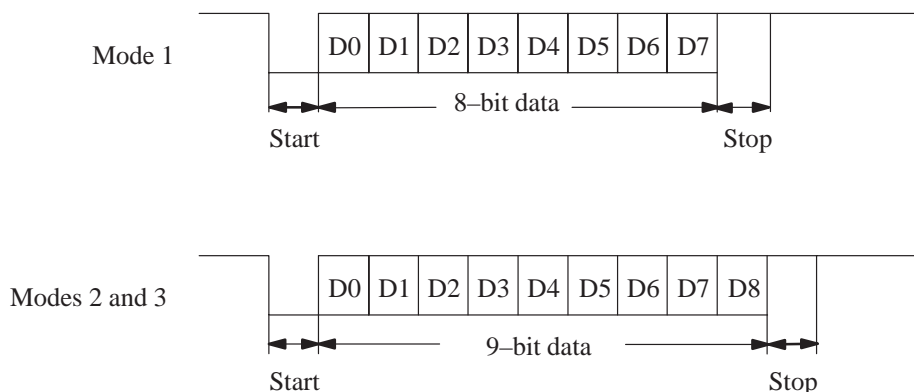 Mode 1
D0 D1 D2 D3 D4 D5 D6 D7
8–bit data
Start Stop
Modes 2 and 3
D0 D1 D2 D3 D4 D5 D6 D7 D8
9–bit data
Start Stop